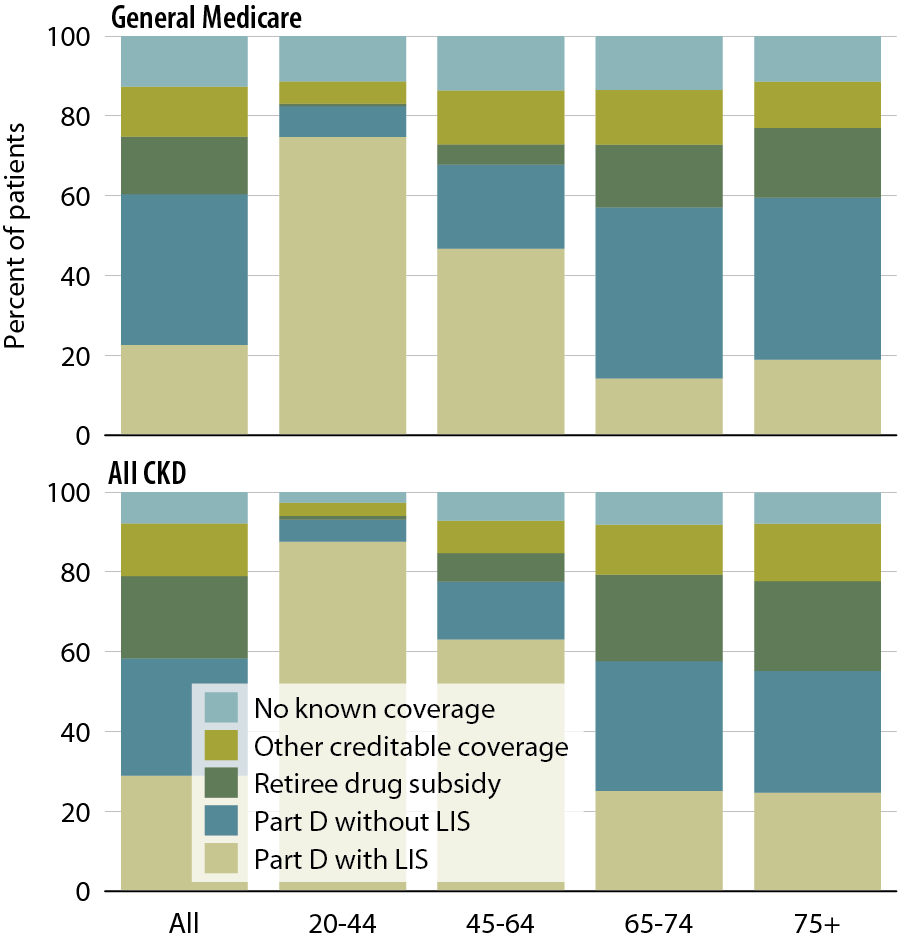 General Medicare
100
80
60
40
20
0
Percent of patients
All CKD
100
80
60
40
20
0
No known coverage
Other creditable coverage
Retiree drug subsidy
Part D without LIS
Part D with LIS
All 20-44 45-64 65-74 75+